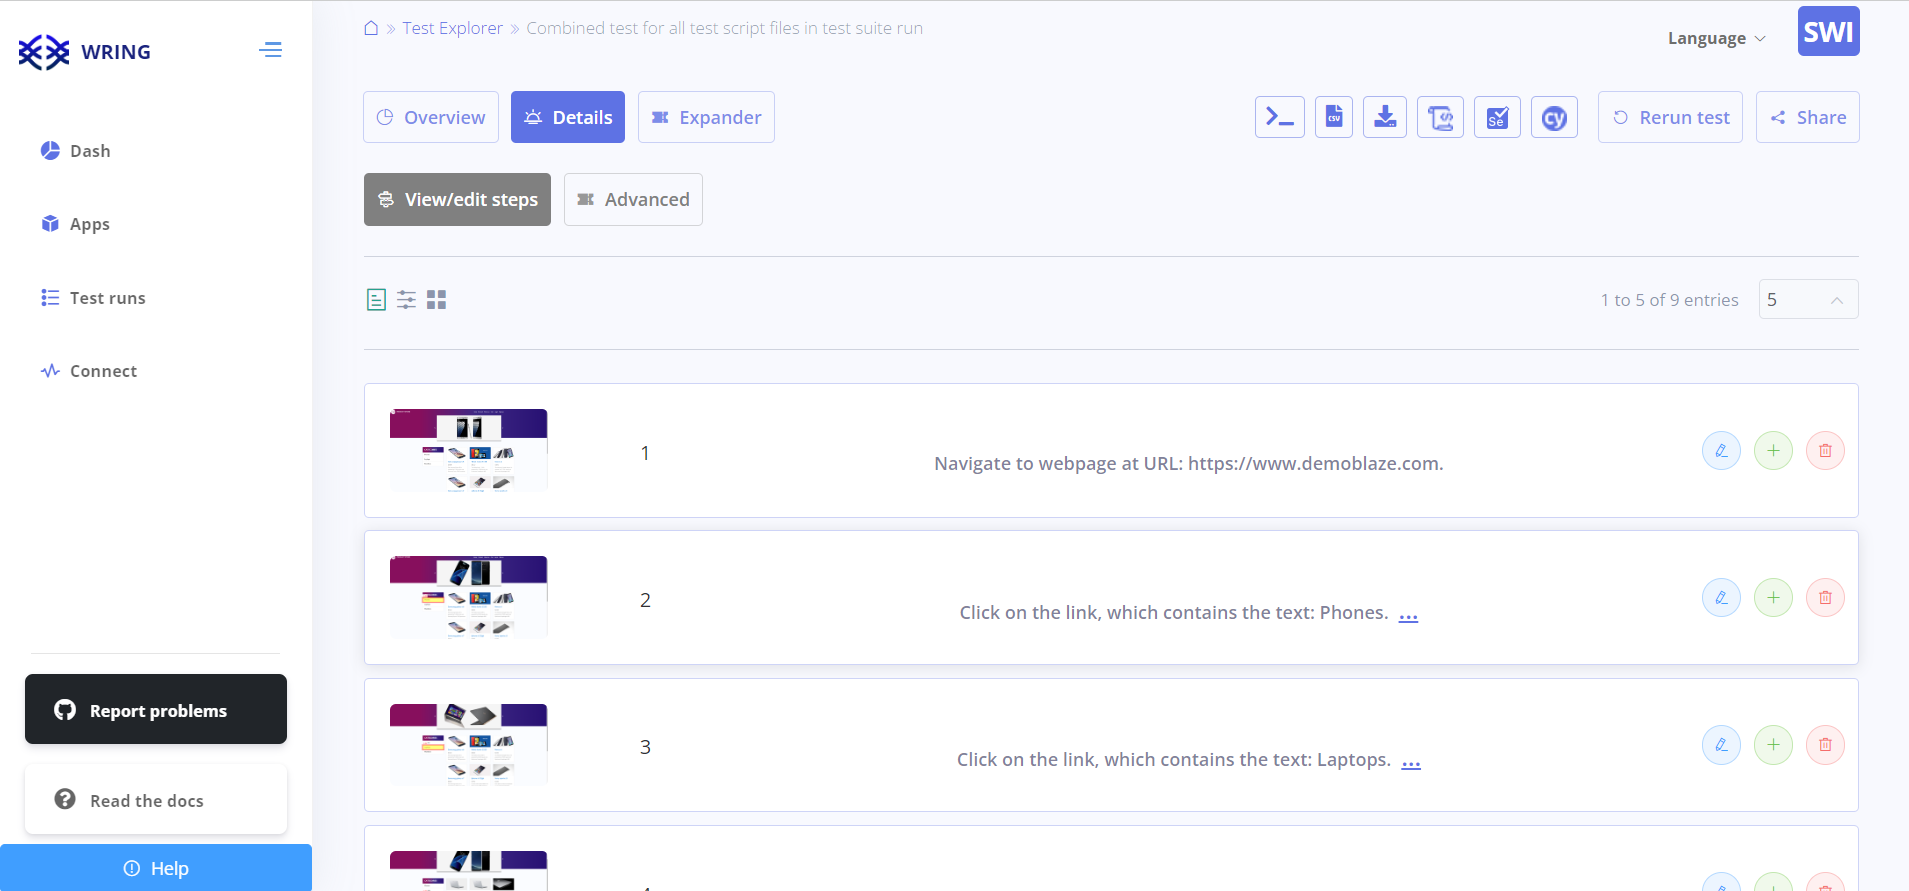 WRING
Test Explorer » Combined test for all test script files in test suite run
Language
SWI
Dash
Apps
Test runs
Connect
Report problems
Read the docs
Help
Overview
Details
Expander
CSV
Se
cy
Rerun test
Share
View/edit steps
Advanced
1 to 5 of 9 entries
5
1
Navigate to webpage at URL: https://www.demoblaze.com.
2
Click on the link, which contains the text: Phones. ...
3
Click on the link, which contains the text: Laptops. ...